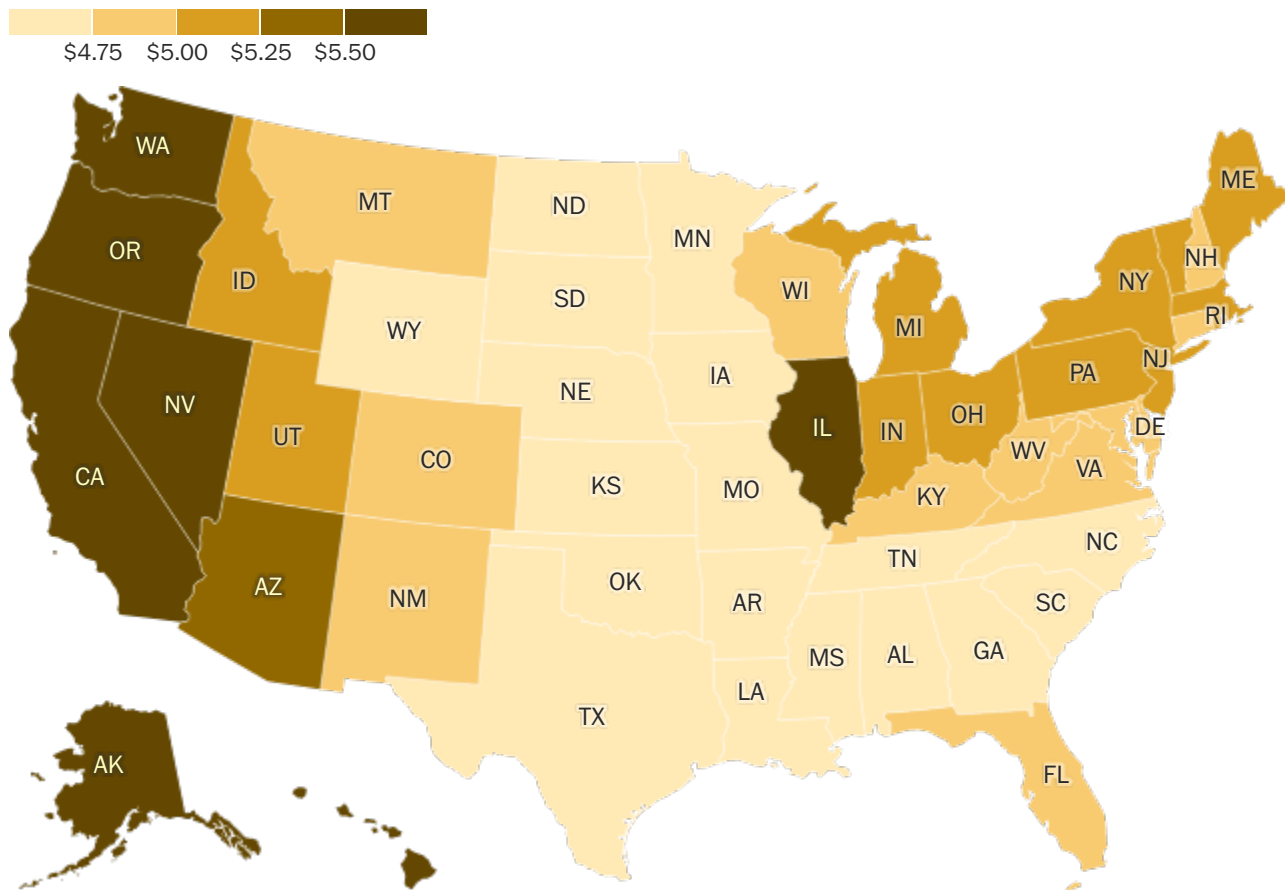 $4.75 $5.00 $5.25 $5.50
WA
ME
MT
ND
OR
MN
NH
ID
NY
WI
SD
RI
MI
WY
NJ
PA
IA
NE
NV
OH
IL
IN
DE
UT
CO
WV
VA
CA
KS
MO
KY
NC
TN
AZ
OK
NM
AR
SC
GA
MS
AL
LA
TX
AK
FL